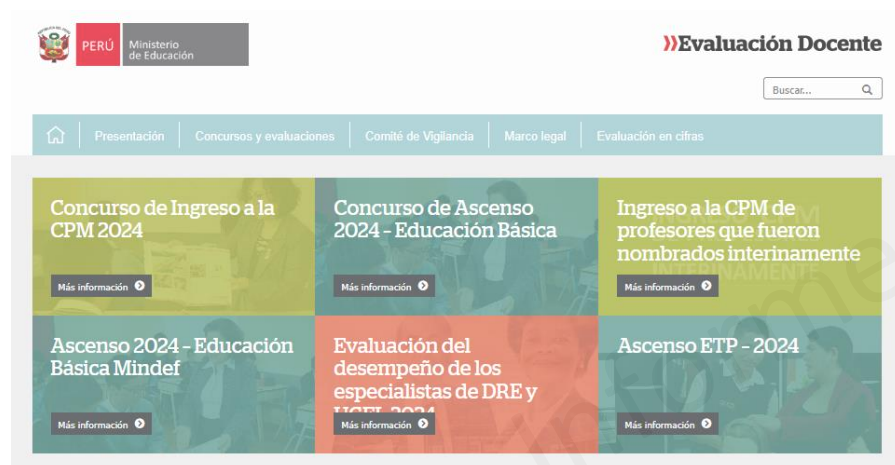 PERÚ
Ministerio
de Educación
Evaluación Docente
Buscar...
Presentación
Concursos y evaluaciones
Comité de Vigilancia
Marco legal
Evaluación en cifras
Concurso de Ingreso a la
CPM 2024
Más información
Concurso de Ascenso
2024 - Educación Básica
Más información
Ingreso a la CPM de
profesores que fueron
nombrados interinamente
Más información
Ascenso 2024 - Educación
Básica Mindef
Más información
Evaluación del
desempeño de los
especialistas de DRE y
UGEL 2024
Más información
Ascenso ETP - 2024
Más información